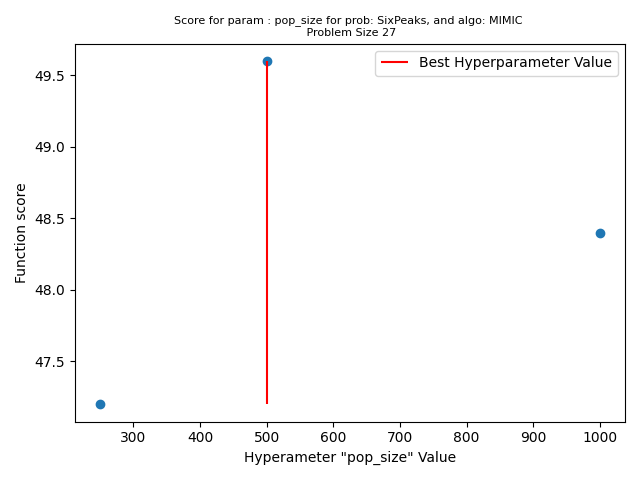 Score for param : pop_size for prob: SixPeaks, and algo: MIMIC
Problem Size 27
Best Hyperparameter Value
Function score
49.5
49.0
48.5
48.0
47.5
300 400 500 600 700 800 900 1000
Hyperameter "pop_size" Value